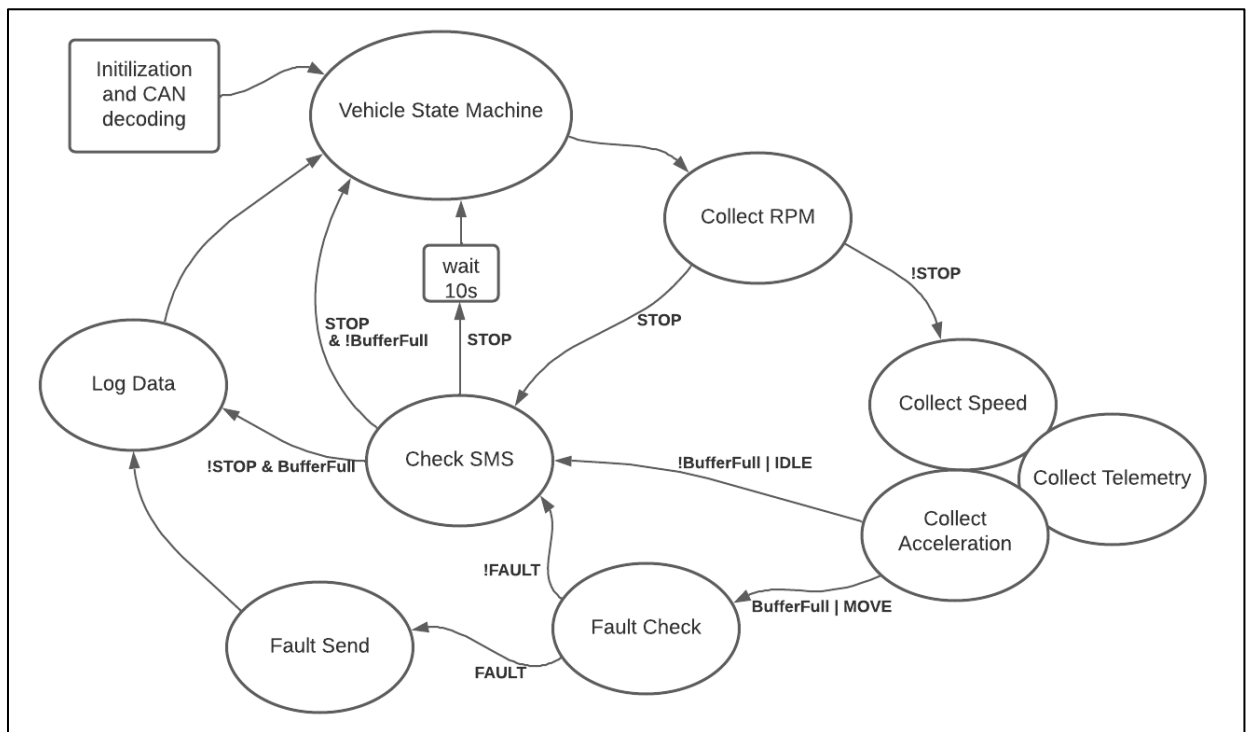 Initilization
and CAN
decoding
Vehicle State Machine
Collect RPM
wait
10s
!STOP
STOP
& !BufferFull
STOP
STOP
Log Data
Collect Speed
Check SMS
!STOP & BufferFull
!BufferFull | IDLE
Collect Telemetry
Collect
Acceleration
!FAULT
BufferFull | MOVE
Fault Check
Fault Send
FAULT